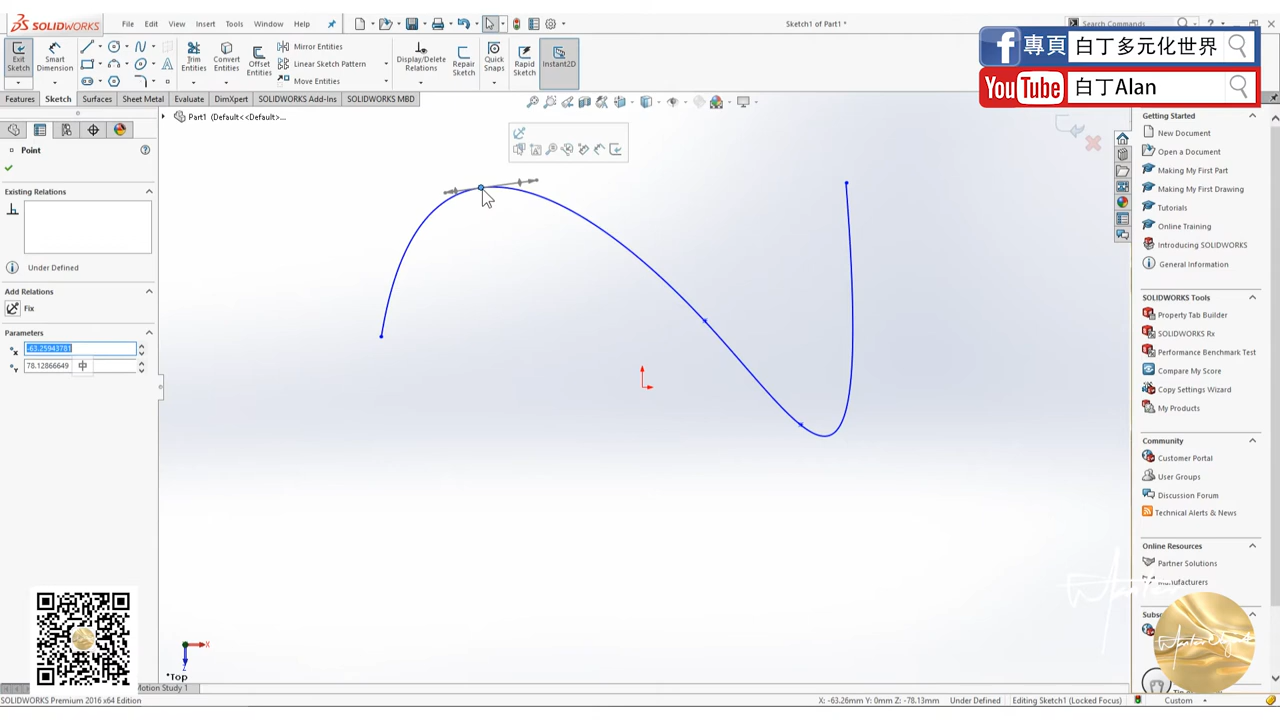 SOLIDWORKS
File Edit View Insert Tools Window Help
Sketch1 of Part1 *
Search Commands
Exit Sketch
Smart Dimension
Trim Entities
Convert Entities
Offset Entities
Mirror Entities
Linear Sketch Pattern
Move Entities
Display/Delete Relations
Repair Sketch
Quick Snaps
Rapid Sketch
Instant2D
f 專頁 白丁多元化世界
YouTube 白丁Alan
Features Sketch Surfaces Sheet Metal Evaluate DimXpert SOLIDWORKS Add-Ins SOLIDWORKS MBD
Part1 (Default<<Default>...
Point
Existing Relations
Under Defined
Add Relations
Fix
Parameters
-63.25943781
78.12866649 中
Getting Started
New Document
Open a Document
Making My First Part
Making My First Drawing
Tutorials
Online Training
Introducing SOLIDWORKS
General Information
SOLIDWORKS Tools
Property Tab Builder
SOLIDWORKS Rx
Performance Benchmark Test
Compare My Score
Copy Settings Wizard
My Products
Community
Customer Portal
User Groups
Discussion Forum
Technical Alerts & News
Online Resources
Partner Solutions
Manufacturers
X
Z
*Top
Motion Study 1
SOLIDWORKS Premium 2016 x64 Edition
X: -63.26mm Y: 0mm Z: -78.13mm Under Defined Editing Sketch1 (Locked Focus) Custom